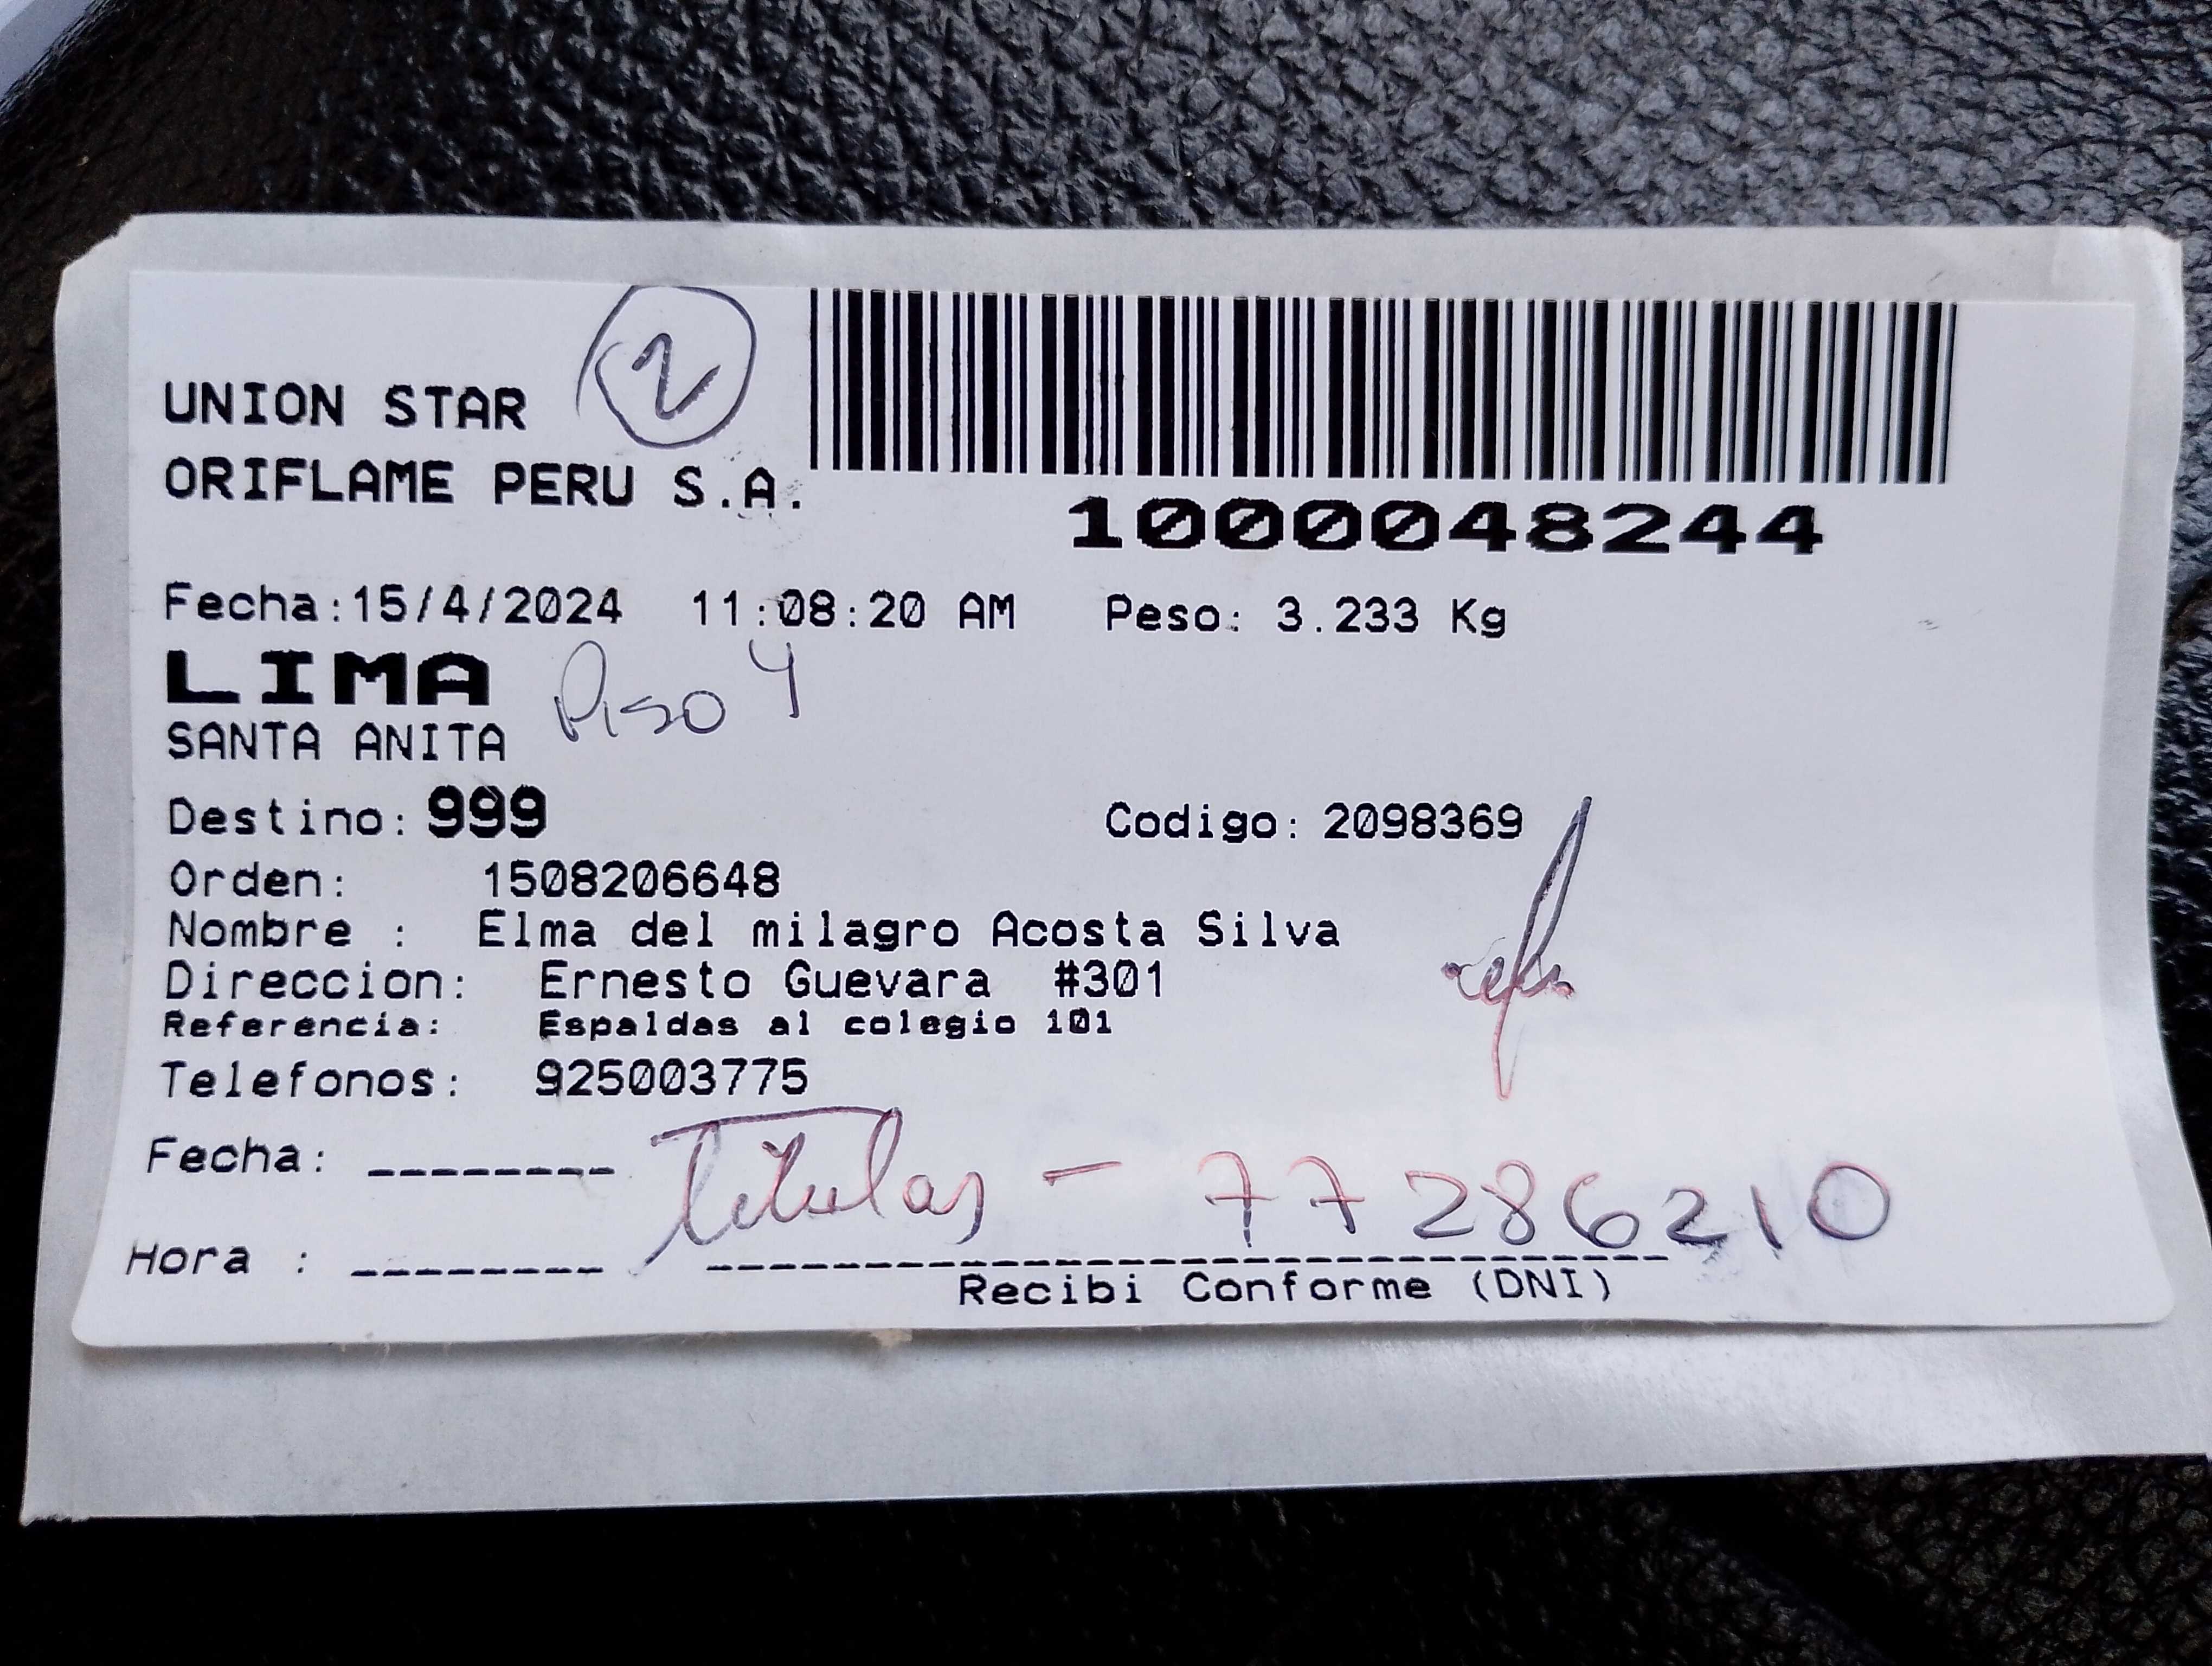 2
UNION STAR
ORIFLAME PERU S.A.
1000048244
Fecha:15/4/2024 11:08:20 AM Peso: 3.233 Kg
LIMA Piso 4
SANTA ANITA
Destino: 999 Codigo: 2098369
Orden: 1508206648
Nombre : Elma del milagro Acosta Silva
Direccion: Ernesto Guevara #301
Referencia: Espaldas al colegio 101
Telefonos: 925003775
Fecha: --------
Titular - 77286210
Hora : --------
Recibi Conforme (DNI)